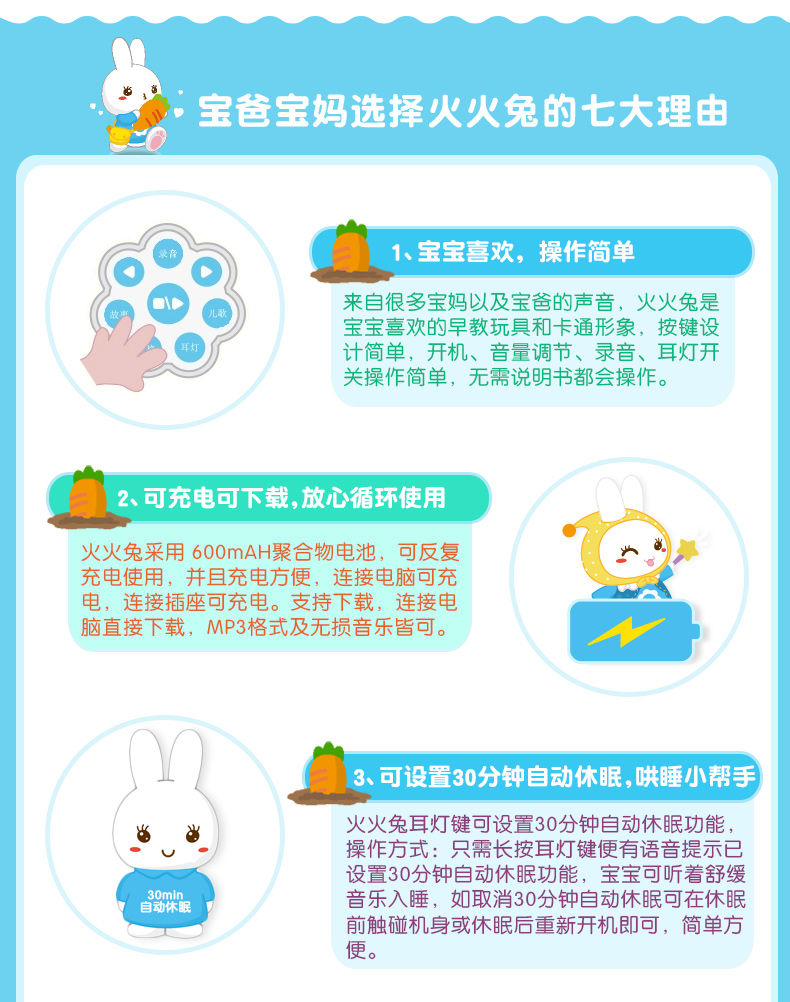 宝爸宝妈选择火火兔的七大理由
录音
故事
儿歌
耳灯
1、宝宝喜欢，操作简单
来自很多宝妈以及宝爸的声音，火火兔是
宝宝喜欢的早教玩具和卡通形象，按键设
计简单，开机、音量调节、录音、耳灯开
关操作简单，无需说明书都会操作。
2、可充电可下载，放心循环使用
火火兔采用 600mAH聚合物电池，可反复
充电使用，并且充电方便，连接电脑可充
电，连接插座可充电。支持下载，连接电
脑直接下载，MP3格式及无损音乐皆可。
3、可设置30分钟自动休眠，哄睡小帮手
火火兔耳灯键可设置30分钟自动休眠功能，
操作方式：只需长按耳灯键便有语音提示已
设置30分钟自动休眠功能，宝宝可听着舒缓
音乐入睡，如取消30分钟自动休眠可在休眠
前触碰机身或休眠后重新开机即可，简单方
便。
30min
自动休眠